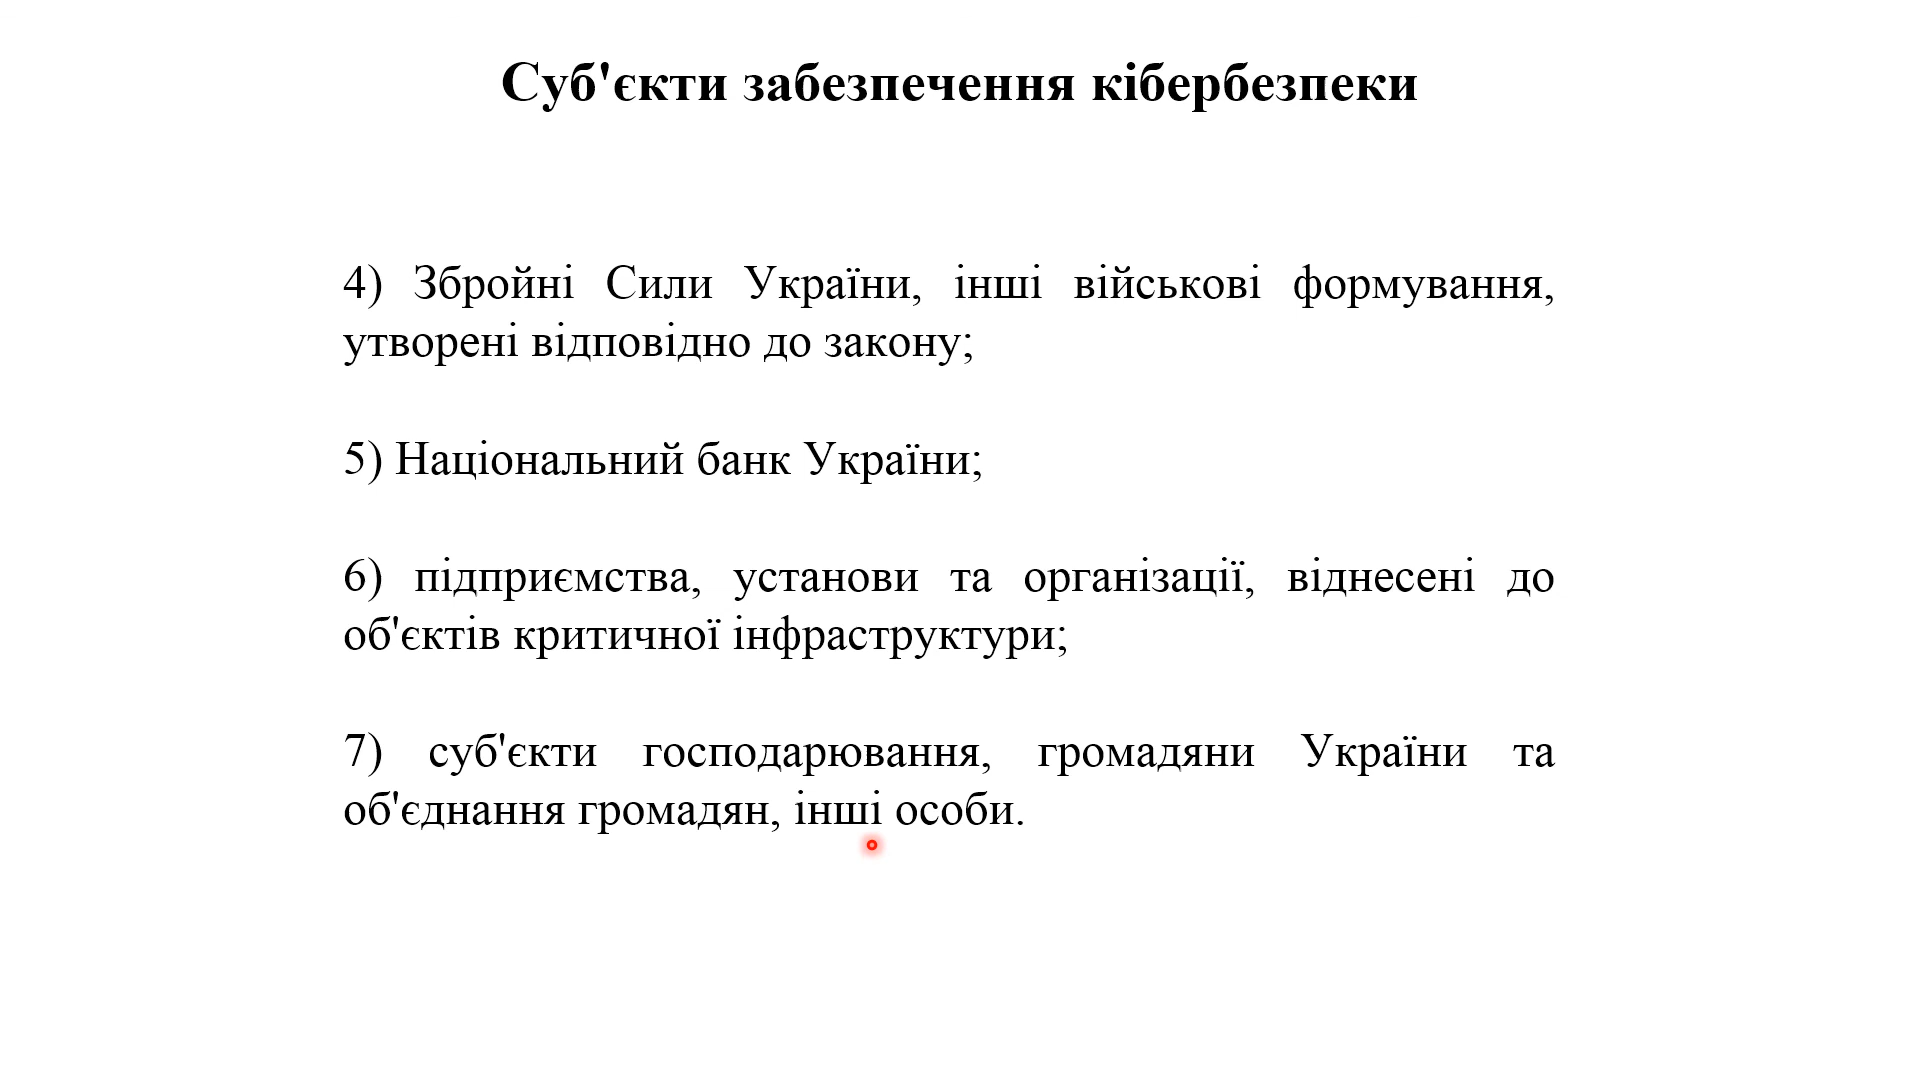 Суб'єкти забезпечення кібербезпеки
4) Збройні Сили України, інші військові формування,
утворені відповідно до закону;
5) Національний банк України;
6) підприємства, установи та організації, віднесені до
об'єктів критичної інфраструктури;
7) суб'єкти господарювання, громадяни України та
об'єднання громадян, інші особи.